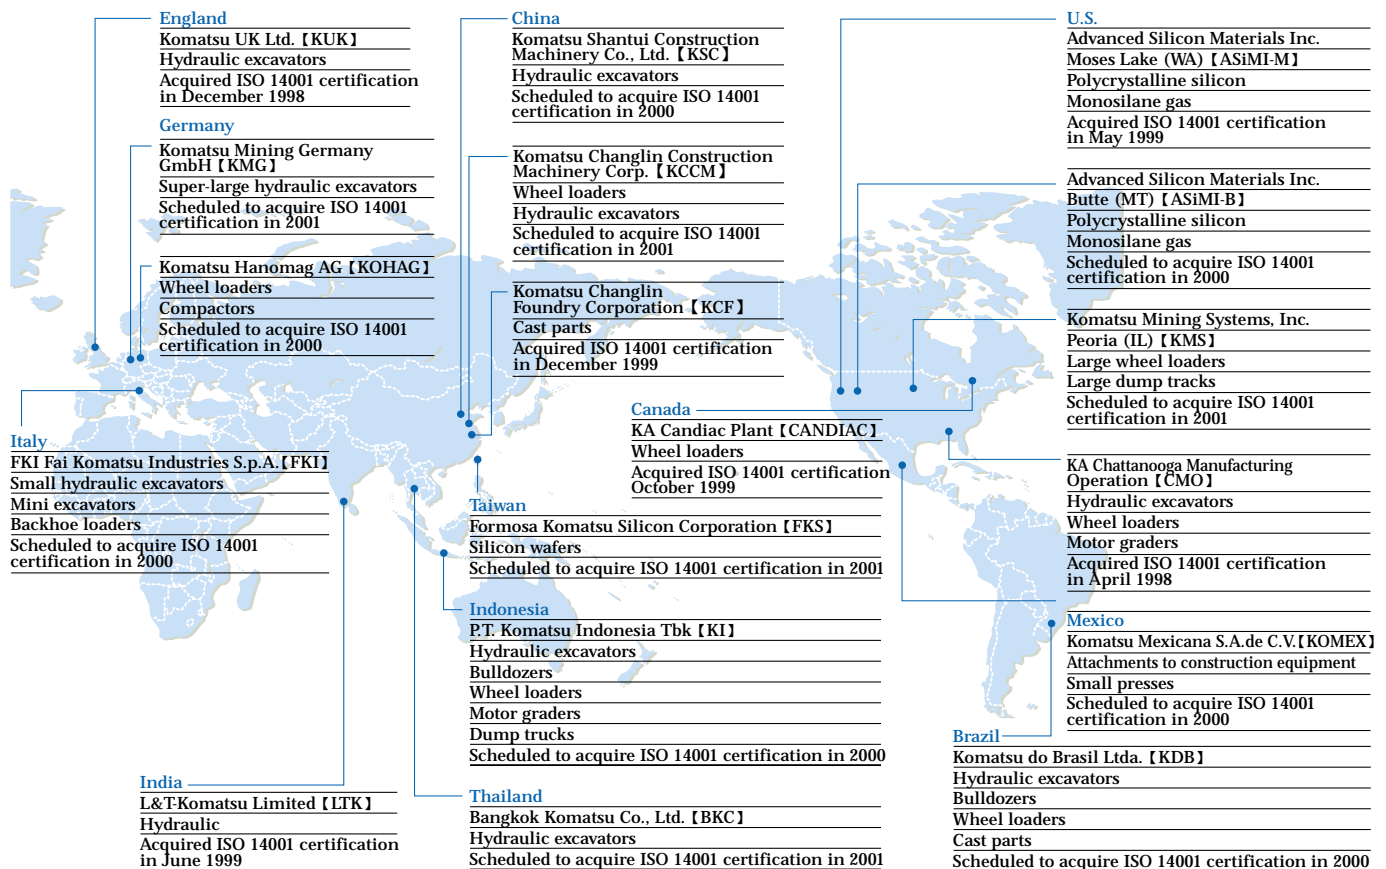 England
Komatsu UK Ltd.【KUK】
Hydraulic excavators
Acquired ISO 14001 certification
in December 1998
Germany
Komatsu Mining Germany
GmbH【KMG】
Super-large hydraulic excavators
Scheduled to acquire ISO 14001
certification in 2001
Komatsu Hanomag AG【KOHAG】
Wheel loaders
Compactors
Scheduled to acquire ISO 14001
certification in 2000
Italy
FKI Fai Komatsu Industries S.p.A.【FKI】
Small hydraulic excavators
Mini excavators
Backhoe loaders
Scheduled to acquire ISO 14001
certification in 2000
India
L&T-Komatsu Limited【LTK】
Hydraulic
Acquired ISO 14001 certification
in June 1999
China
Komatsu Shantui Construction
Machinery Co., Ltd.【KSC】
Hydraulic excavators
Scheduled to acquire ISO 14001
certification in 2000
Komatsu Changlin Construction
Machinery Corp.【KCCM】
Wheel loaders
Hydraulic excavators
Scheduled to acquire ISO 14001
certification in 2001
Komatsu Changlin
Foundry Corporation【KCF】
Cast parts
Acquired ISO 14001 certification
in December 1999
Canada
KA Candiac Plant【CANDIAC】
Wheel loaders
Acquired ISO 14001 certification
October 1999
Taiwan
Formosa Komatsu Silicon Corporation【FKS】
Silicon wafers
Scheduled to acquire ISO 14001 certification in 2001
Indonesia
P.T. Komatsu Indonesia Tbk【KI】
Hydraulic excavators
Bulldozers
Wheel loaders
Motor graders
Dump trucks
Scheduled to acquire ISO 14001 certification in 2000
Thailand
Bangkok Komatsu Co., Ltd.【BKC】
Hydraulic excavators
Scheduled to acquire ISO 14001 certification in 2001
U.S.
Advanced Silicon Materials Inc.
Moses Lake (WA)【ASiMI-M】
Polycrystalline silicon
Monosilane gas
Acquired ISO 14001 certification
in May 1999
Advanced Silicon Materials Inc.
Butte (MT)【ASiMI-B】
Polycrystalline silicon
Monosilane gas
Scheduled to acquire ISO 14001
certification in 2000
Komatsu Mining Systems, Inc.
Peoria (IL)【KMS】
Large wheel loaders
Large dump tracks
Scheduled to acquire ISO 14001
certification in 2001
KA Chattanooga Manufacturing
Operation【CMO】
Hydraulic excavators
Wheel loaders
Motor graders
Acquired ISO 14001 certification
in April 1998
Mexico
Komatsu Mexicana S.A.de C.V.【KOMEX】
Attachments to construction equipment
Small presses
Scheduled to acquire ISO 14001
certification in 2000
Brazil
Komatsu do Brasil Ltda.【KDB】
Hydraulic excavators
Bulldozers
Wheel loaders
Cast parts
Scheduled to acquire ISO 14001 certification in 2000